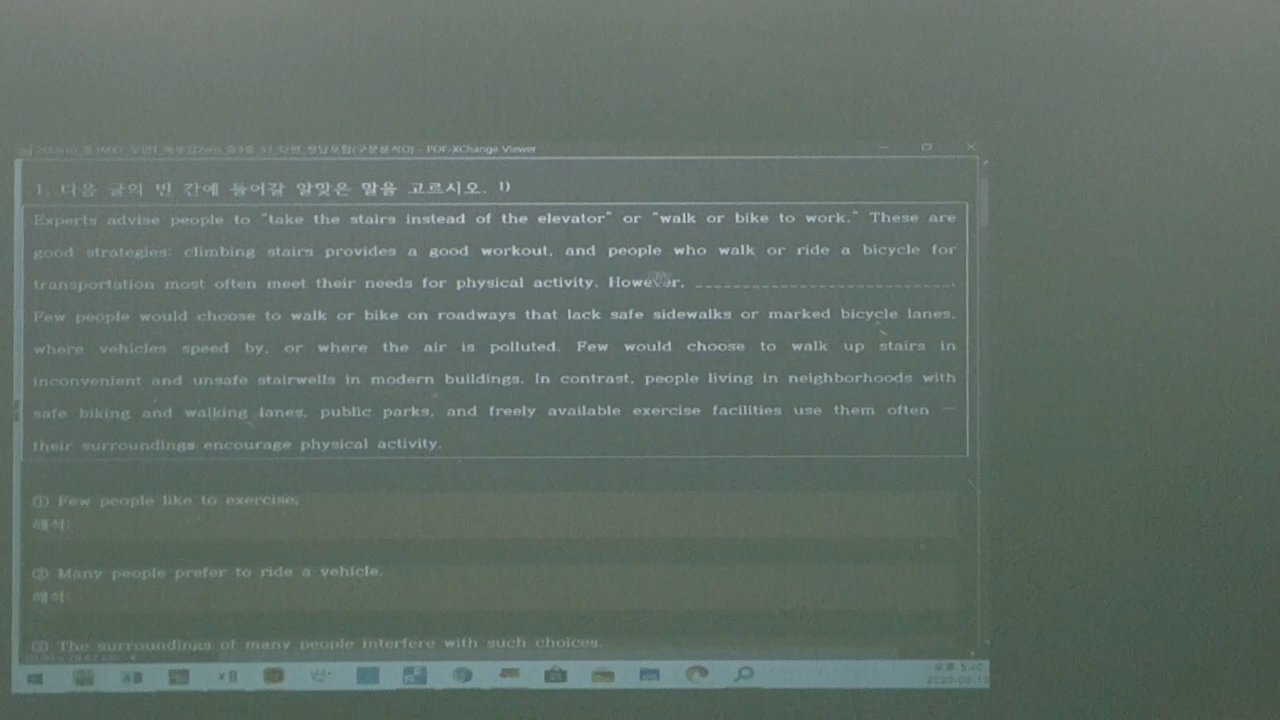 PDF-XChange Viewer
1. 다음 글의 빈 칸에 들어갈 알맞은 말을 고르시오. 1)
Experts advise people to "take the stairs instead of the elevator" or "walk or bike to work." These are
good strategies: climbing stairs provides a good workout, and people who walk or ride a bicycle for
transportation most often meet their needs for physical activity. However,
Few people would choose to walk or bike on roadways that lack safe sidewalks or marked bicycle lanes,
where vehicles speed by, or where the air is polluted. Few would choose to walk up stairs in
inconvenient and unsafe stairwells in modern buildings. In contrast, people living in neighborhoods with
safe biking and walking lanes, public parks, and freely available exercise facilities use them often —
their surroundings encourage physical activity.
① Few people like to exercise.
해석:
② Many people prefer to ride a vehicle.
해석:
③ The surroundings of many people interfere with such choices.